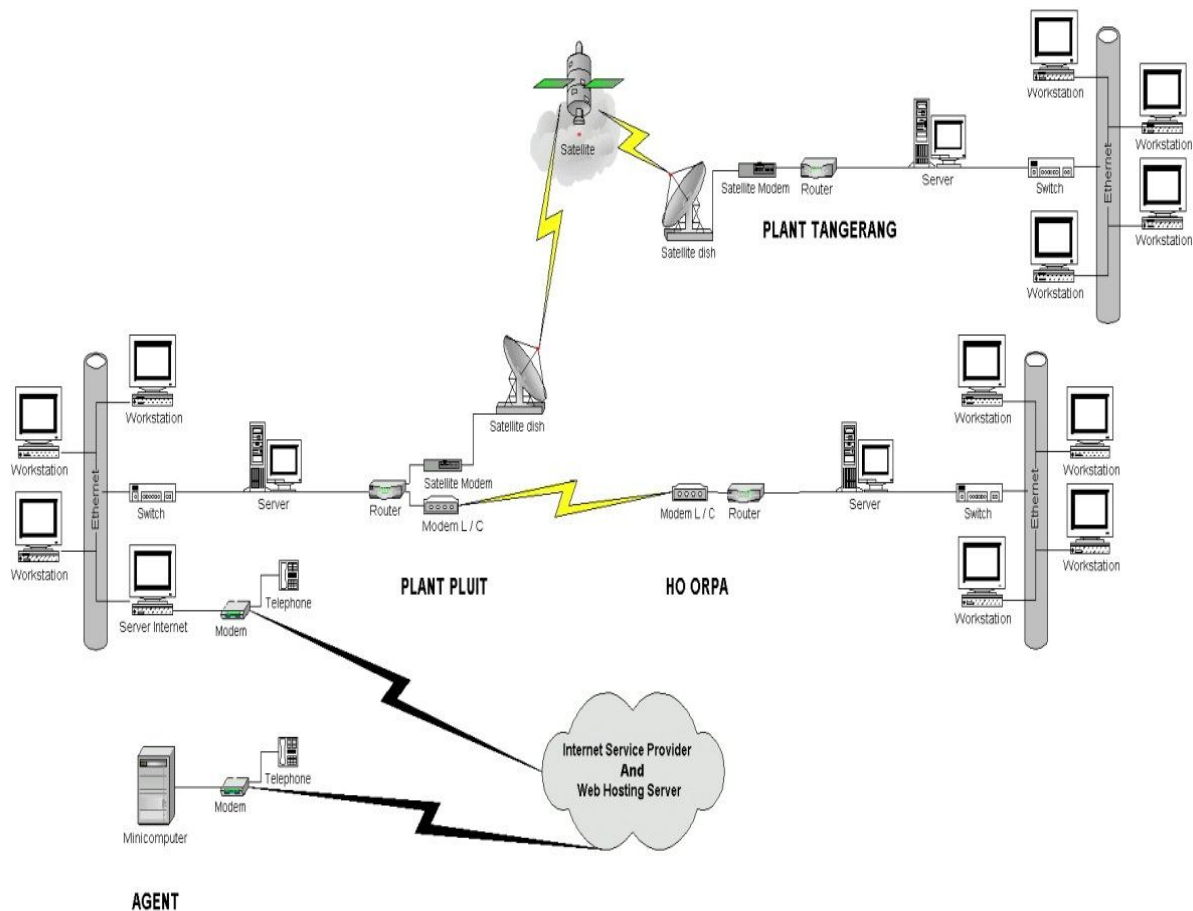 Workstation
Workstation
Ethernet
Workstation
Workstation
Satellite
Satellite Modem
Router
Server
Switch
Satellite dish
PLANT TANGERANG
Workstation
Workstation
Workstation
Ethernet
Workstation
Workstation
Switch
Server
Router
Satellite dish
Satellite Modem
Modem L / C
PLANT PLUIT
Server Internet
Modem
Telephone
Modem L / C
Router
Server
Switch
HO ORPA
Workstation
Workstation
Ethernet
Workstation
Workstation
Internet Service Provider
And
Web Hosting Server
Minicomputer
Modem
Telephone
AGENT